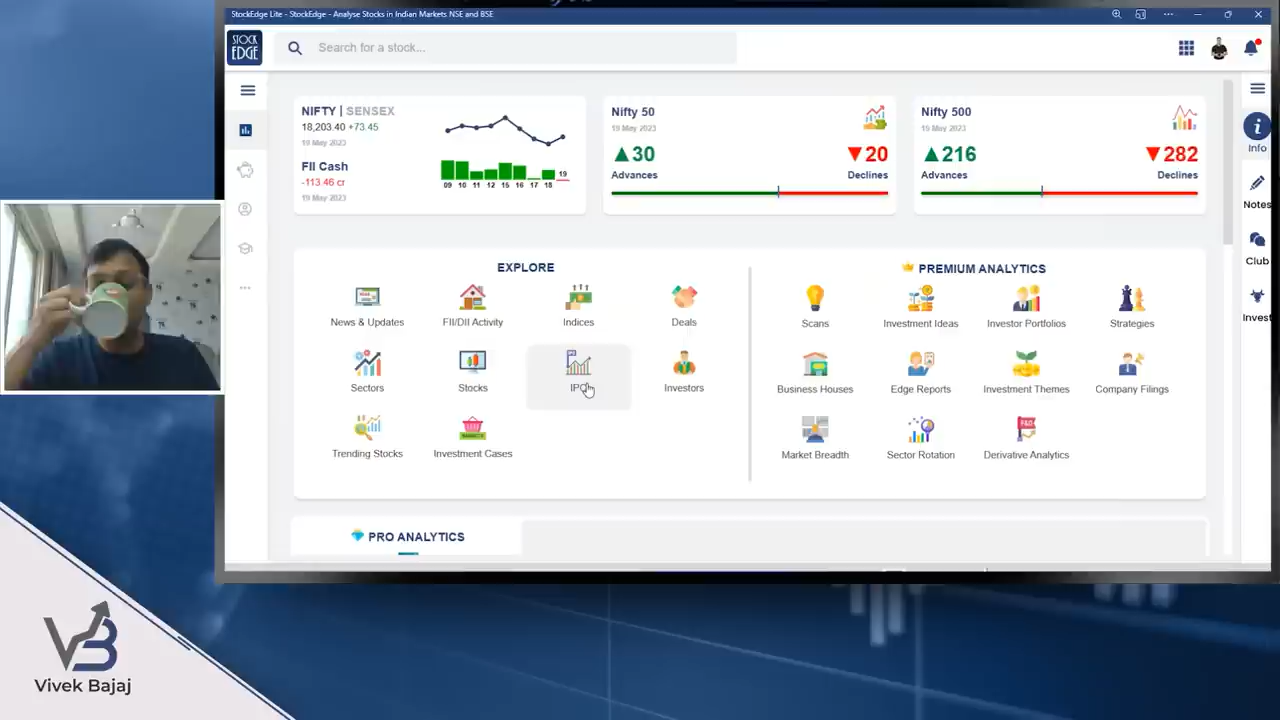 StockEdge Lite - StockEdge - Analyse Stocks in Indian Markets NSE and BSE
STOCK
EDGE
Search for a stock...
NIFTY | SENSEX
18,203.40 +73.45
19 May 2023
FII Cash
-113.46 cr
19 May 2023
09 10 11 12 15 16 17 18 19
Nifty 50
19 May 2023
▲30
▼20
Advances
Declines
Nifty 500
19 May 2023
▲216
▼282
Advances
Declines
Info
Notes
Club
Invest
EXPLORE
News & Updates
FII/DII Activity
Indices
Deals
Sectors
Stocks
Investors
Trending Stocks
Investment Cases
PREMIUM ANALYTICS
Scans
Investment Ideas
Investor Portfolios
Strategies
Business Houses
Edge Reports
Investment Themes
Company Filings
Market Breadth
Sector Rotation
F&O
Derivative Analytics
PRO ANALYTICS
VB
Vivek Bajaj